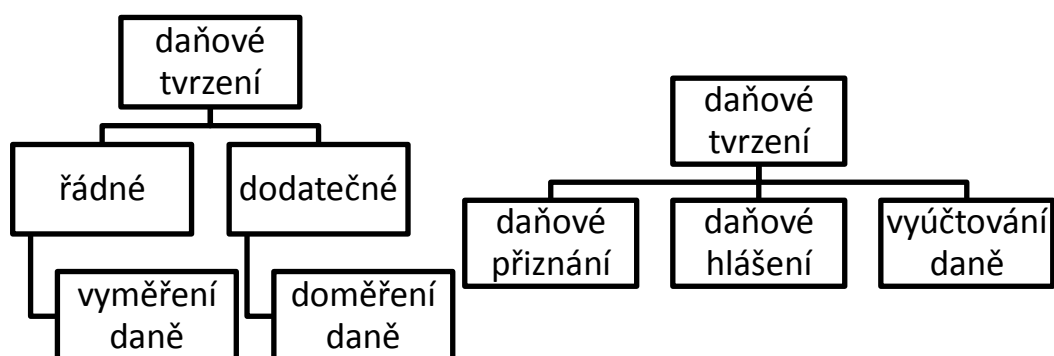 daňové
tvrzení
řádné
dodatečné
vyměření
daně
doměření
daně
daňové
tvrzení
daňové
přiznání
daňové
hlášení
vyúčtování
daně